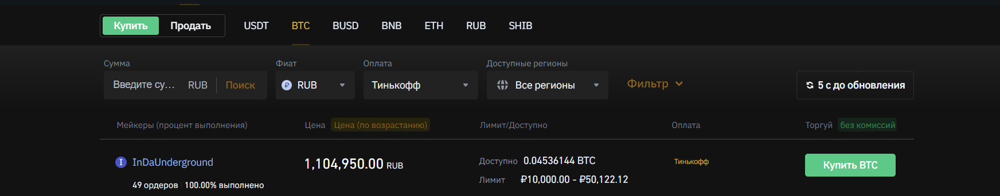 Купить Продать USDT BTC BUSD BNB ETH RUB SHIB
Сумма Фиат Оплата Доступные регионы
Введите су... RUB Поиск RUB Тинькофф Все регионы Фильтр 5 с до обновления
Мейкеры (процент выполнения) Цена Цена (по возрастанию) Лимит/Доступно Оплата Торгуй без комиссий
I InDaUnderground 1,104,950.00 RUB Доступно 0.04536144 BTC Тинькофф Купить BTC
49 ордеров 100.00% выполнено Лимит ₽10,000.00 - ₽50,122.12